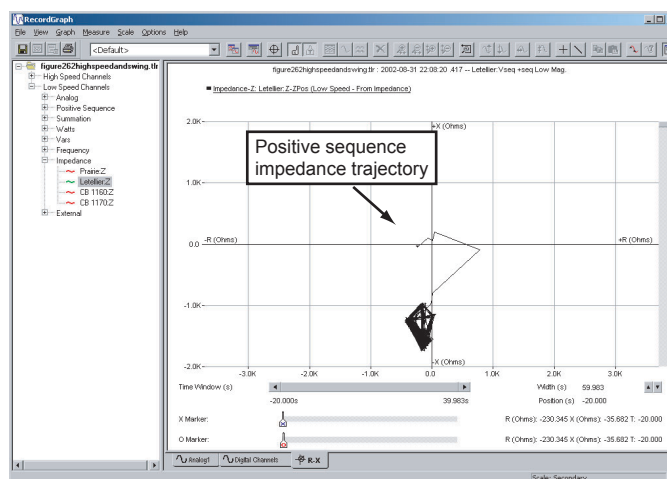 RecordGraph
File View Graph Measure Scale Options Help
<Default>
figure262highspeedandswing.tlr
High Speed Channels
Low Speed Channels
Analog
Positive Sequence
Summation
Watts
Vars
Frequency
Impedance
Prairie:Z
Letellier:Z
CB 1160:Z
CB 1170:Z
External
figure262highspeedandswing.tlr : 2002-08-31 22:08:20 .417 -- Letellier:Vseq +seq Low Mag.
Impedance-Z: Letellier:Z-ZPos (Low Speed - From Impedance)
2.0K
+X (Ohms)
Positive sequence
impedance trajectory
1.0K
0.0
-R (Ohms)
+R (Ohms)
-1.0K
-2.0K
-X (Ohms)
-3.0K -2.0K -1.0K 0.0 1.0K 2.0K 3.0K
Time Window (s)
Width (s) 59.983
-20.000s 39.983s
Position (s) -20.000
X Marker:
R (Ohms): -230.345 X (Ohms): -35.682 T: -20.000
O Marker:
R (Ohms): -230.345 X (Ohms): -35.682 T: -20.000
Analog1 Digital Channels R-X
Scale: Secondary